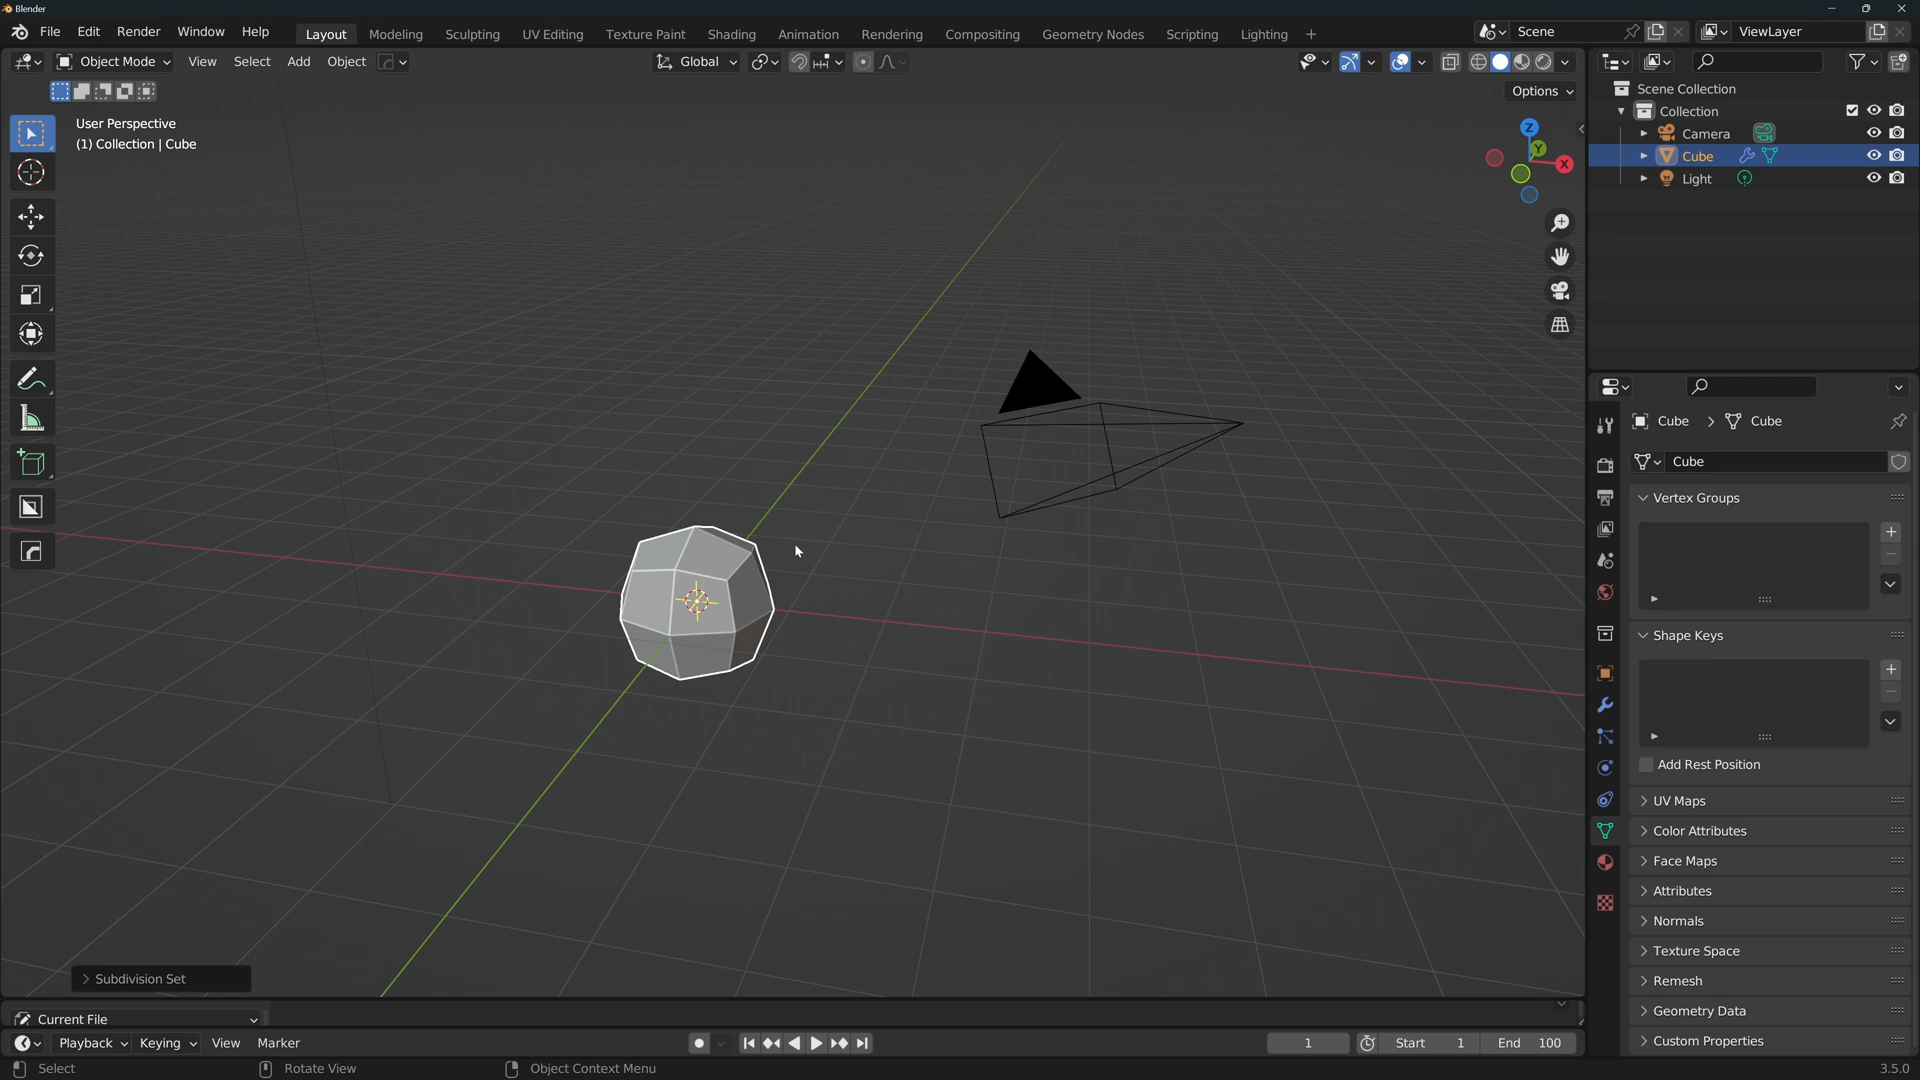 Blender
File Edit Render Window Help
Layout Modeling Sculpting UV Editing Texture Paint Shading Animation Rendering Compositing Geometry Nodes Scripting Lighting +
Scene
ViewLayer
Object Mode View Select Add Object
Global
Options
User Perspective
(1) Collection | Cube
Z
Y
X
Scene Collection
Collection
Camera
Cube
Light
Cube > Cube
Cube
Vertex Groups
Shape Keys
Add Rest Position
UV Maps
Color Attributes
Face Maps
Attributes
Normals
Texture Space
Remesh
Geometry Data
Custom Properties
> Subdivision Set
Current File
Playback Keying View Marker
1 Start 1 End 100
Select Rotate View Object Context Menu
3.5.0